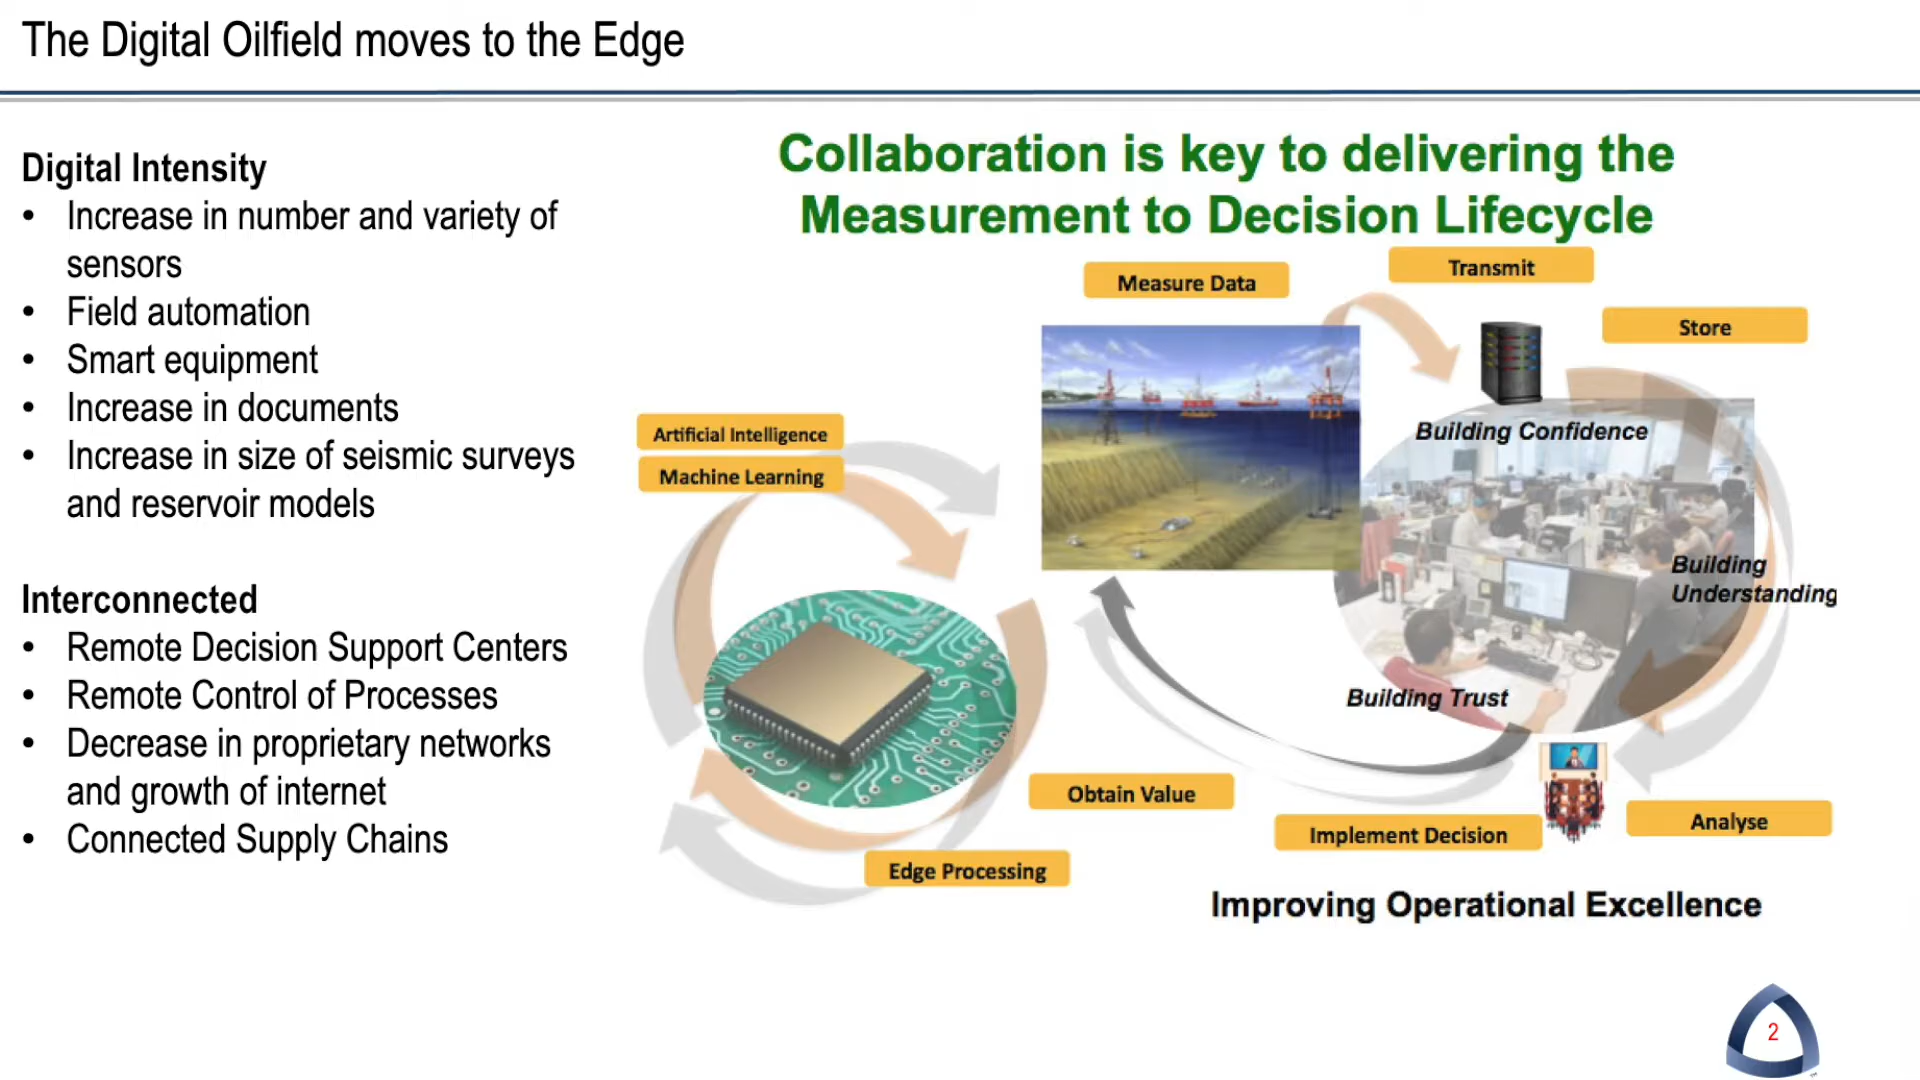 The Digital Oilfield moves to the Edge
Digital Intensity
• Increase in number and variety of
sensors
• Field automation
• Smart equipment
• Increase in documents
• Increase in size of seismic surveys
and reservoir models
Interconnected
• Remote Decision Support Centers
• Remote Control of Processes
• Decrease in proprietary networks
and growth of internet
• Connected Supply Chains
Collaboration is key to delivering the
Measurement to Decision Lifecycle
Measure Data
Transmit
Store
Artificial Intelligence
Machine Learning
Building Confidence
Building
Understanding
Building Trust
Obtain Value
Implement Decision
Analyse
Edge Processing
Improving Operational Excellence
2
™